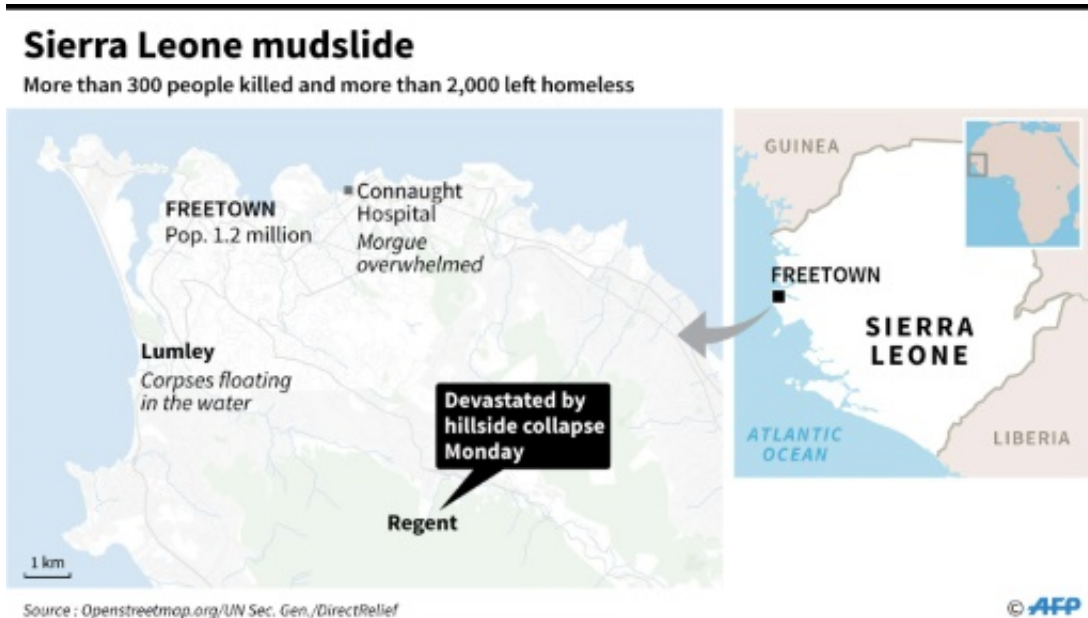 Sierra Leone mudslide
More than 300 people killed and more than 2,000 left homeless
FREETOWN
Pop. 1.2 million
Connaught
Hospital
Morgue
overwhelmed
Lumley
Corpses floating
in the water
Devastated by
hillside collapse
Monday
Regent
1 km
GUINEA
FREETOWN
SIERRA
LEONE
ATLANTIC
OCEAN
LIBERIA
Source : Openstreetmap.org/UN Sec. Gen./DirectRelief
© AFP